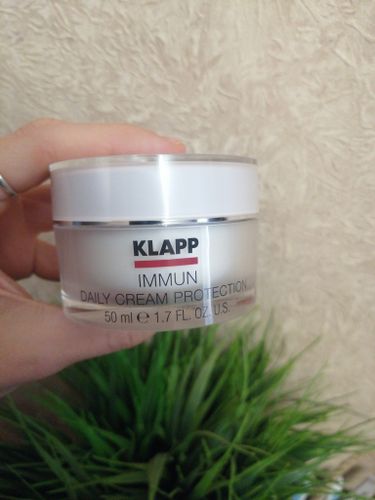 KLAPP
IMMUN
DAILY CREAM PROTECTION
50 ml ℮ 1.7 FL. OZ. U.S.